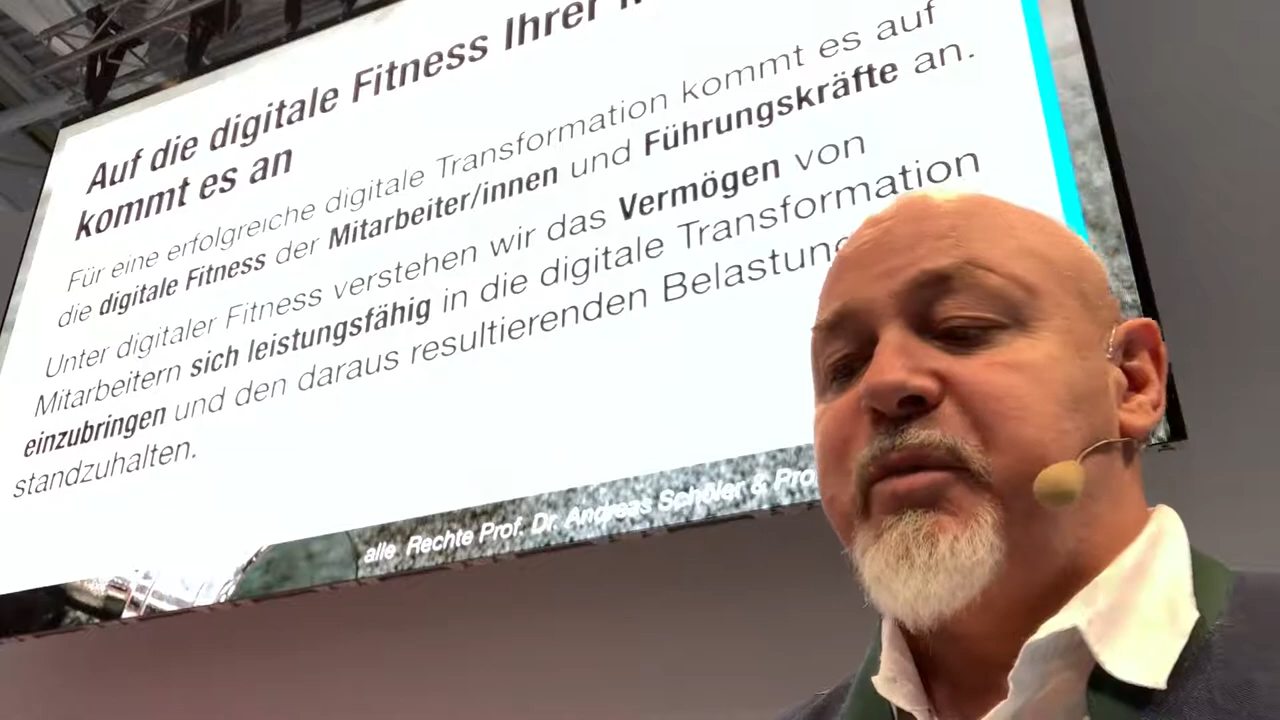 Auf die digitale Fitness Ihrer
kommt es an
Für eine erfolgreiche digitale Transformation kommt es auf
die digitale Fitness der Mitarbeiter/innen und Führungskräfte an.
Unter digitaler Fitness verstehen wir das Vermögen von
Mitarbeitern sich leistungsfähig in die digitale Transformation
einzubringen und den daraus resultierenden
standzuhalten.
alle Rechte Prof. Dr. Andreas Schöler &